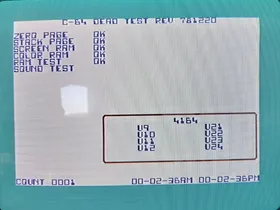 C-64 DEAD TEST REV 781220
ZERO PAGE OK
STACK PAGE OK
SCREEN RAM OK
COLOR RAM OK
RAM TEST OK
SOUND TEST
4164
U9 U21
U10 U53
U11 U23
U12 U24
COUNT 0001 00-02-36AM 00-02-36PM